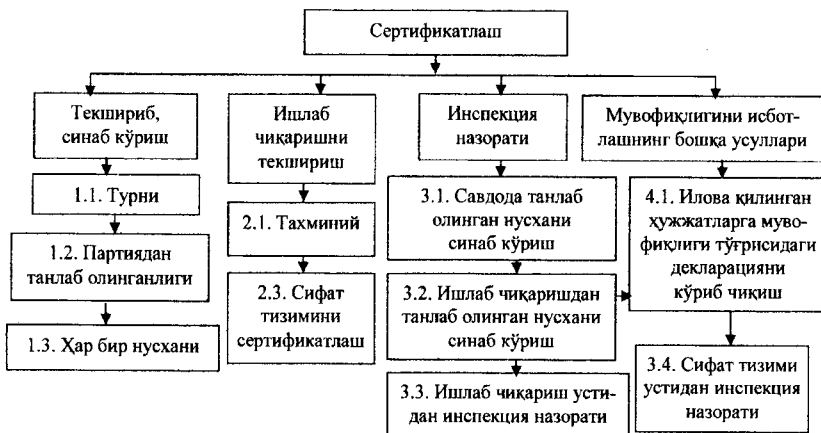 Сертификатлаш
Текшириб,
синаб кўриш
1.1. Турни
1.2. Партиядан
танлаб олинганлиги
1.3. Ҳар бир нусхани
Ишлаб
чиқаришни
текшириш
2.1. Тахминий
2.3. Сифат
тизимини
сертификатлаш
Инспекция
назорати
3.1. Савдода танлаб
олинган нусхани
синаб кўриш
3.2. Ишлаб чиқаришдан
танлаб олинган нусхани
синаб кўриш
3.3. Ишлаб чиқариш усти-
дан инспекция назорати
Мувофиқлигини исбот-
лашнинг бошқа усуллари
4.1. Илова қилинган
ҳужжатларга муво-
фиқлиги тўғрисидаги
декларацияни
кўриб чиқиш
3.4. Сифат тизими
устидан инспекция
назорати